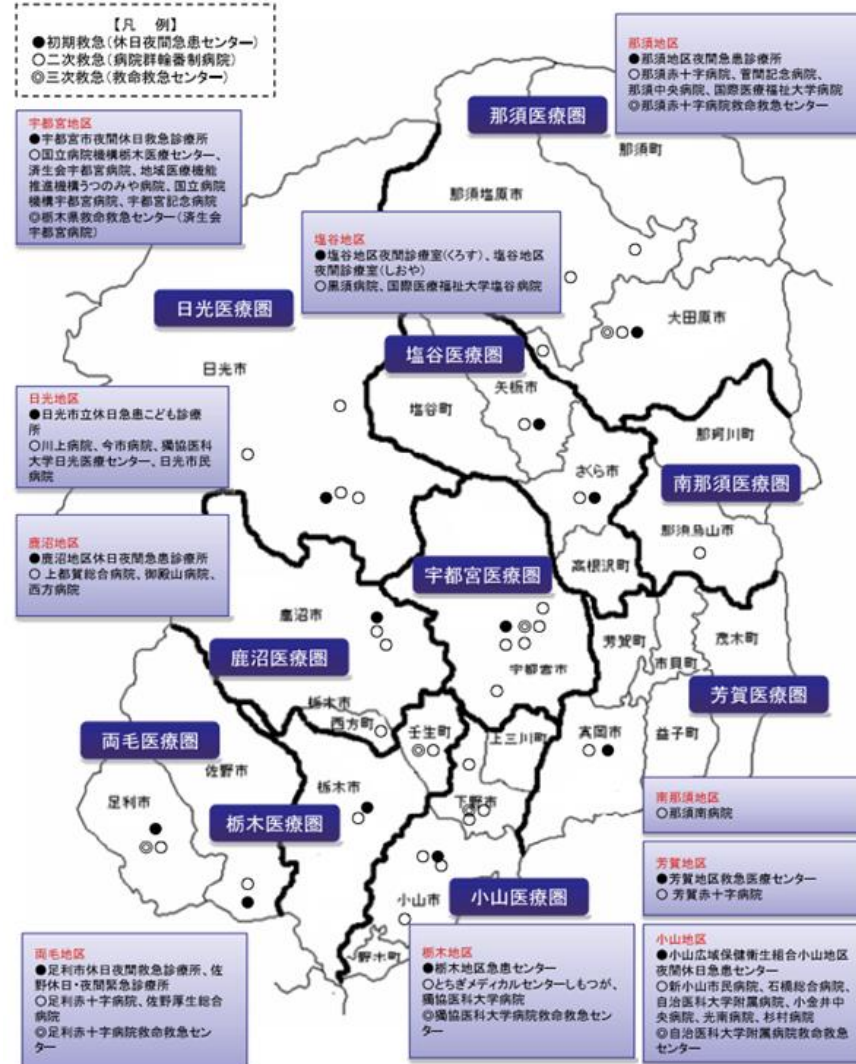 【凡　例】
●初期救急(休日夜間急患センター)
○二次救急(病院群輪番制病院)
◎三次救急(救命救急センター)
那須地区
●那須地区夜間急患診療所
○那須赤十字病院、菅間記念病院、
那須中央病院、国際医療福祉大学病院
◎那須赤十字病院救命救急センター
宇都宮地区
●宇都宮市夜間休日救急診療所
○国立病院機構栃木医療センター、
済生会宇都宮病院、地域医療機能
推進機構うつのみや病院、国立病院
機構宇都宮病院、宇都宮記念病院
◎栃木県救命救急センター(済生会
宇都宮病院)
那須医療圏
那須町
那須塩原市
塩谷地区
●塩谷地区夜間診療室(くろす)、塩谷地区
夜間診療室(しおや)
○黒須病院、国際医療福祉大学塩谷病院
日光医療圏
大田原市
◎○●
塩谷医療圏
日光市
矢板市
塩谷町
○●
日光地区
●日光市立休日急患こども診療
所
○川上病院、今市病院、獨協医科
大学日光医療センター、日光市民
病院
那珂川町
さくら市
○●
南那須医療圏
●○○
那須烏山市
鹿沼地区
●鹿沼地区休日夜間急患診療所
○ 上都賀総合病院、御殿山病院、
西方病院
高根沢町
宇都宮医療圏
鹿沼市
●◎○
○○
宇都宮市
芳賀町
市貝町
茂木町
鹿沼医療圏
芳賀医療圏
栃木市
西方町
壬生町
◎○
上三川町
真岡市
○●
益子町
両毛医療圏
佐野市
足利市
栃木市
下野市
栃木医療圏
◎○
南那須地区
○那須南病院
小山市
小山医療圏
野木町
芳賀地区
●芳賀地区救急医療センター
○ 芳賀赤十字病院
両毛地区
●足利市休日夜間救急診療所、佐
野休日・夜間緊急診療所
○足利赤十字病院、佐野厚生総合
病院
◎足利赤十字病院救命救急セン
ター
栃木地区
●栃木地区急患センター
○とちぎメディカルセンターしもつが、
獨協医科大学病院
◎獨協医科大学病院救命救急セン
ター
小山地区
●小山広域保健衛生組合小山地区
夜間休日急患センター
○新小山市民病院、石橋総合病院、
自治医科大学附属病院、小金井中
央病院、光南病院、杉村病院
◎自治医科大学附属病院救命救急
センター